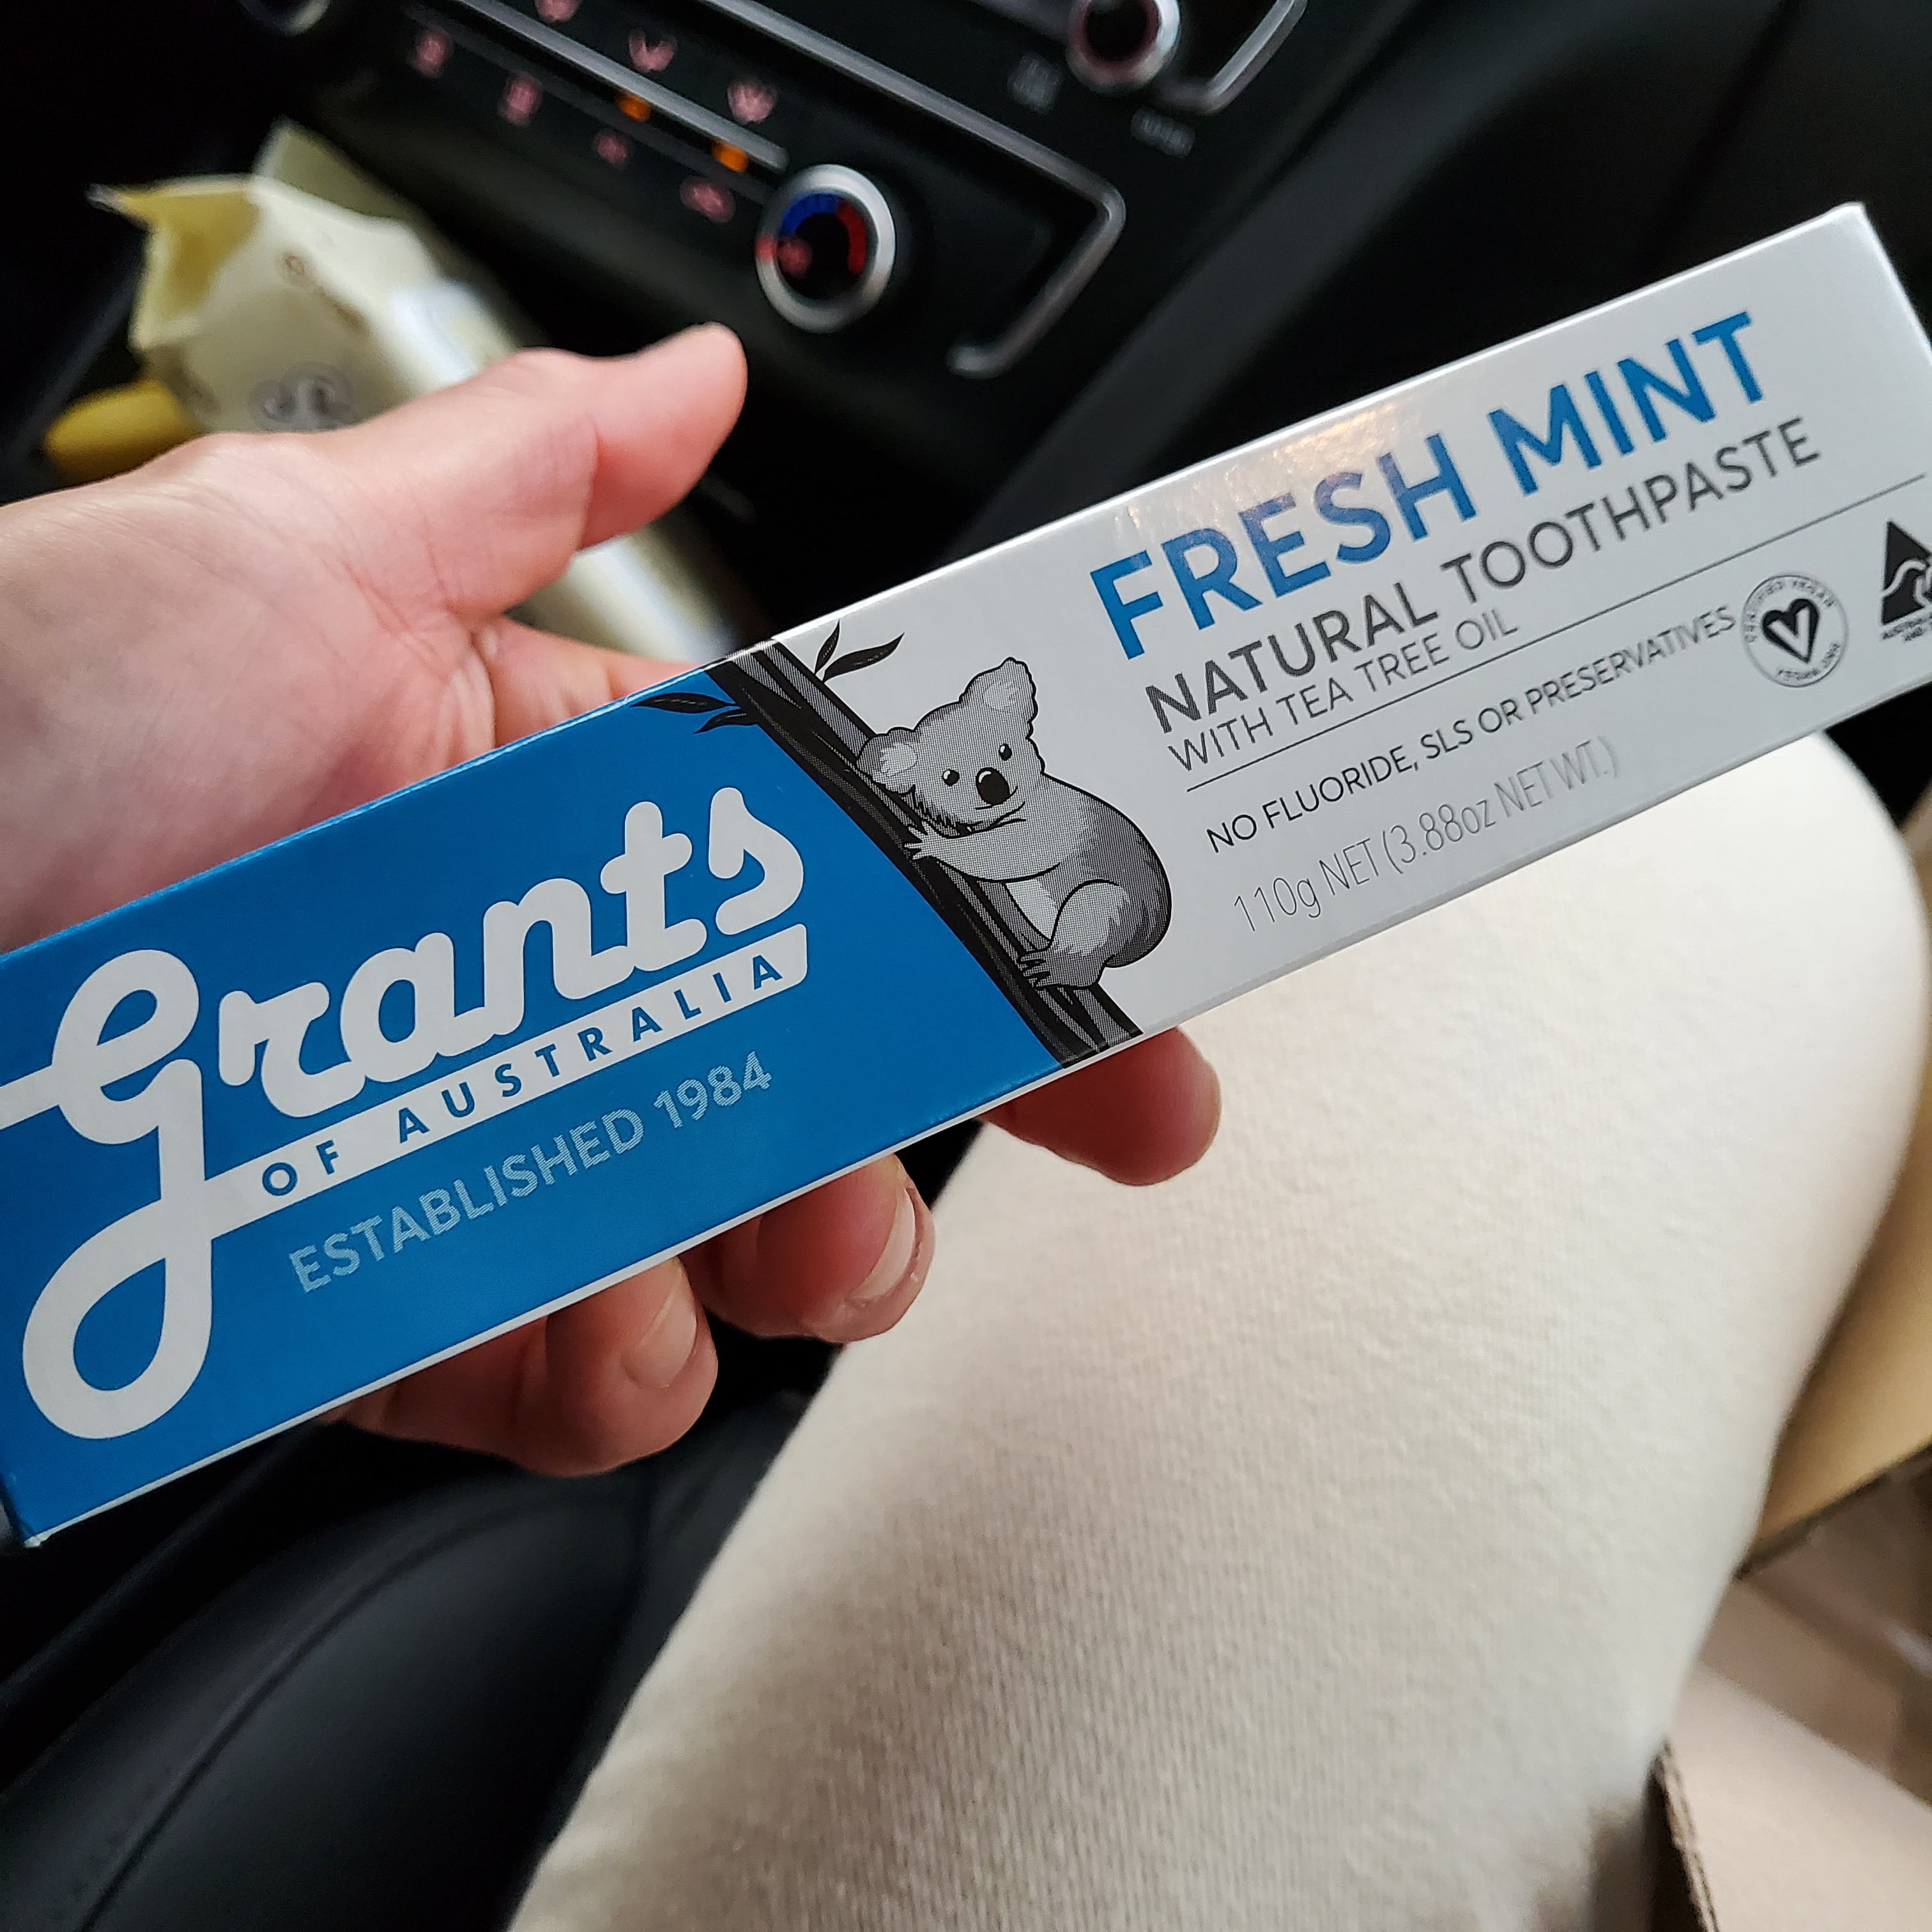 Grants
OF AUSTRALIA
ESTABLISHED 1984
FRESH MINT
NATURAL TOOTHPASTE
WITH TEA TREE OIL
NO FLUORIDE, SLS OR PRESERVATIVES
110g NET (3.88oz NET WT.)
V